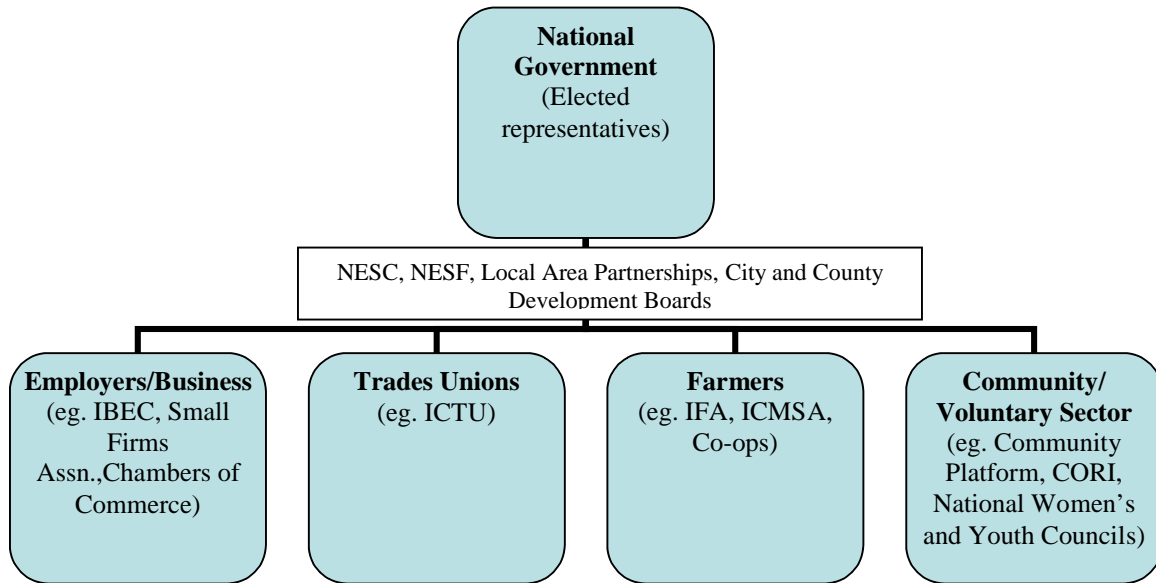 National
Government
(Elected
representatives)
NESC, NESF, Local Area Partnerships, City and County
Development Boards
Employers/Business
(eg. IBEC, Small
Firms
Assn.,Chambers of
Commerce)
Trades Unions
(eg. ICTU)
Farmers
(eg. IFA, ICMSA,
Co-ops)
Community/
Voluntary Sector
(eg. Community
Platform, CORI,
National Women’s
and Youth Councils)